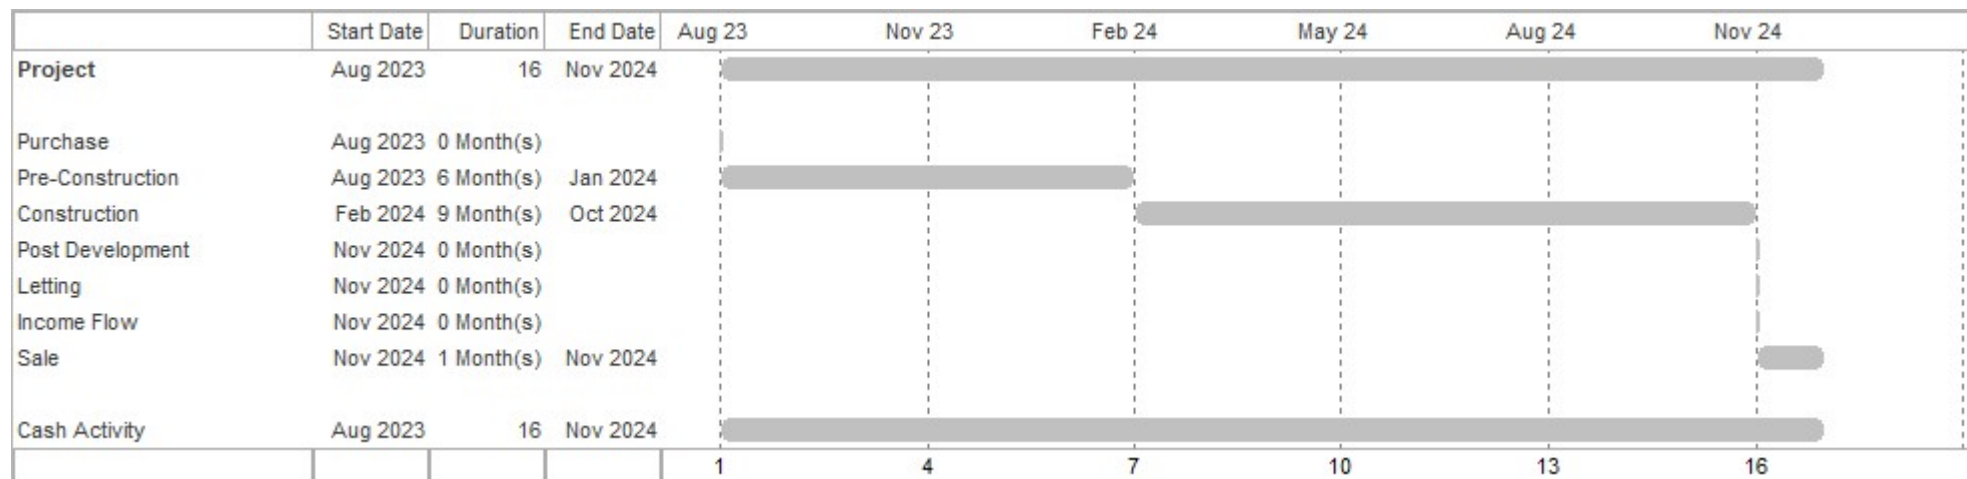 Start Date Duration End Date Aug 23 Nov 23 Feb 24 May 24 Aug 24 Nov 24
Project Aug 2023 16 Nov 2024
Purchase Aug 2023 0 Month(s)
Pre-Construction Aug 2023 6 Month(s) Jan 2024
Construction Feb 2024 9 Month(s) Oct 2024
Post Development Nov 2024 0 Month(s)
Letting Nov 2024 0 Month(s)
Income Flow Nov 2024 0 Month(s)
Sale Nov 2024 1 Month(s) Nov 2024
Cash Activity Aug 2023 16 Nov 2024
1 4 7 10 13 16